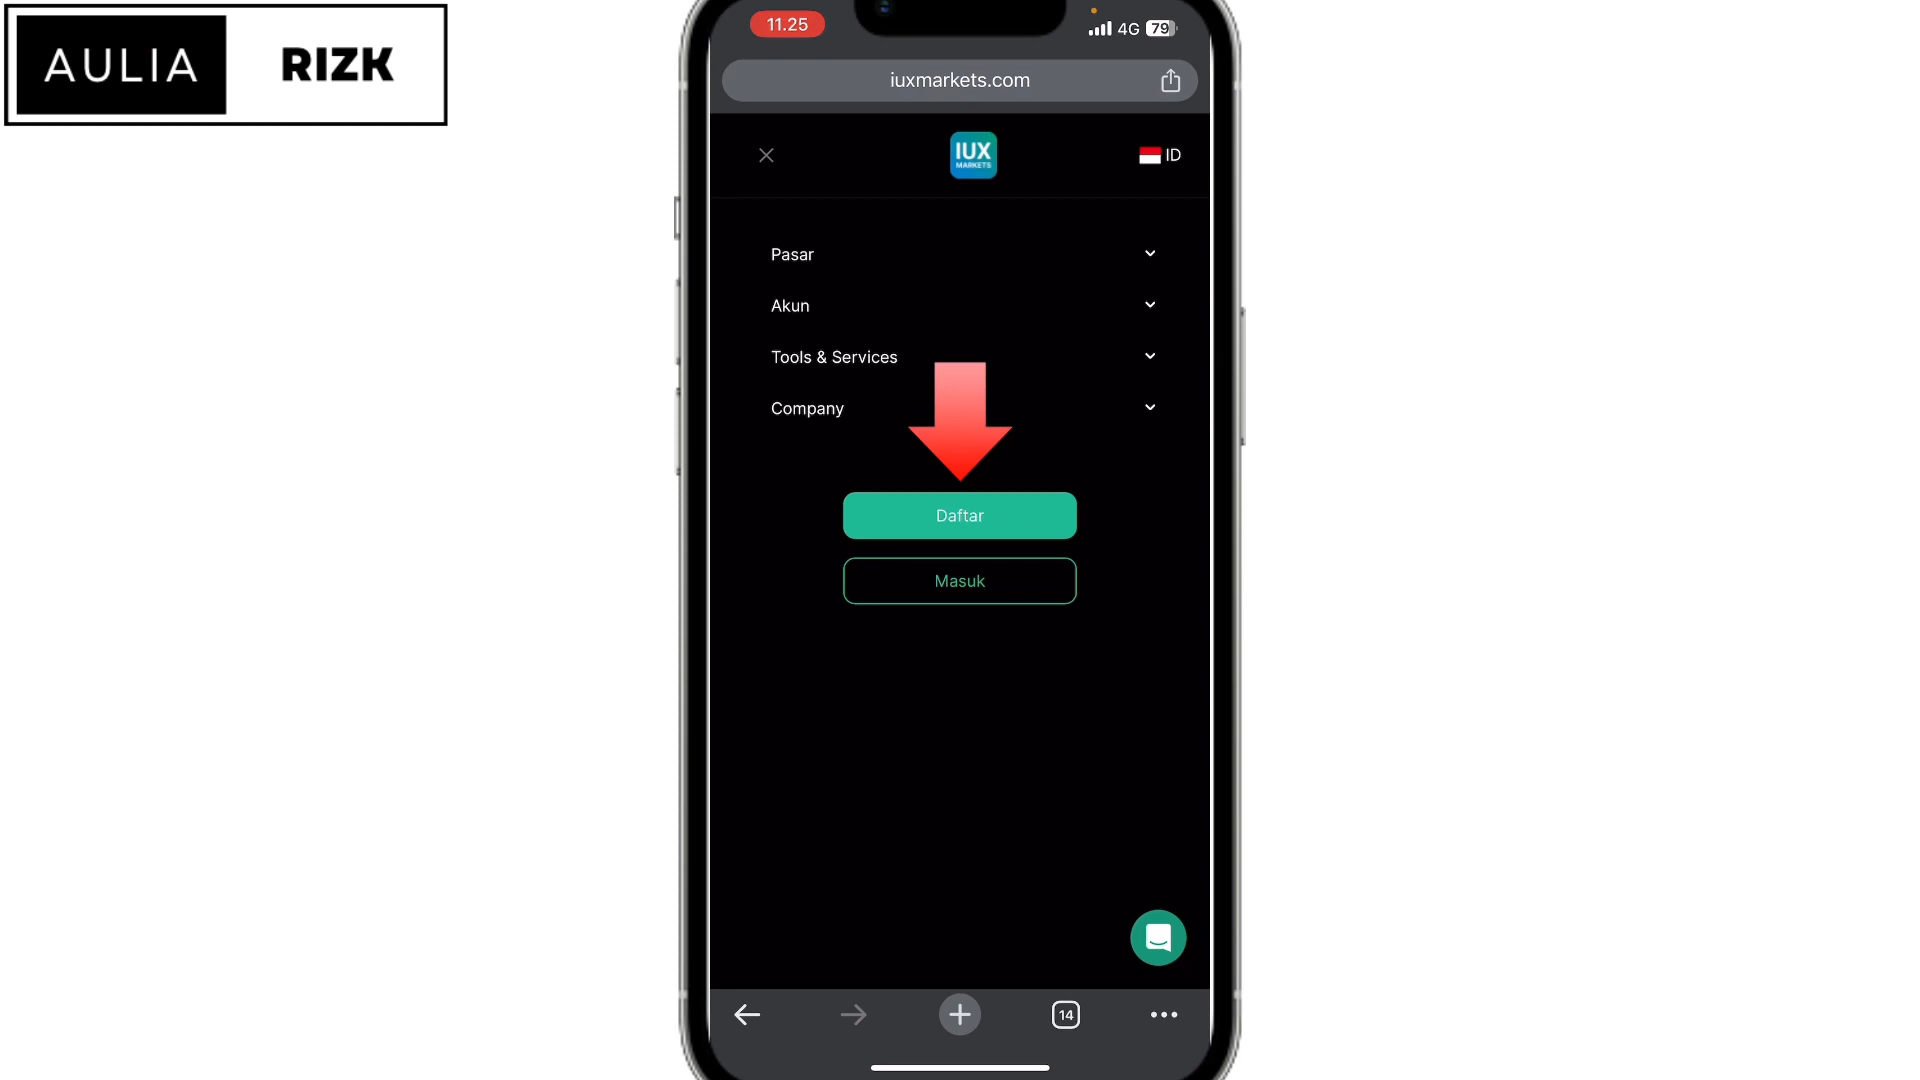 AULIA RIZK
11.25
4G 79
iuxmarkets.com
IUX
MARKETS
ID
Pasar
Akun
Tools & Services
Company
Daftar
Masuk
14